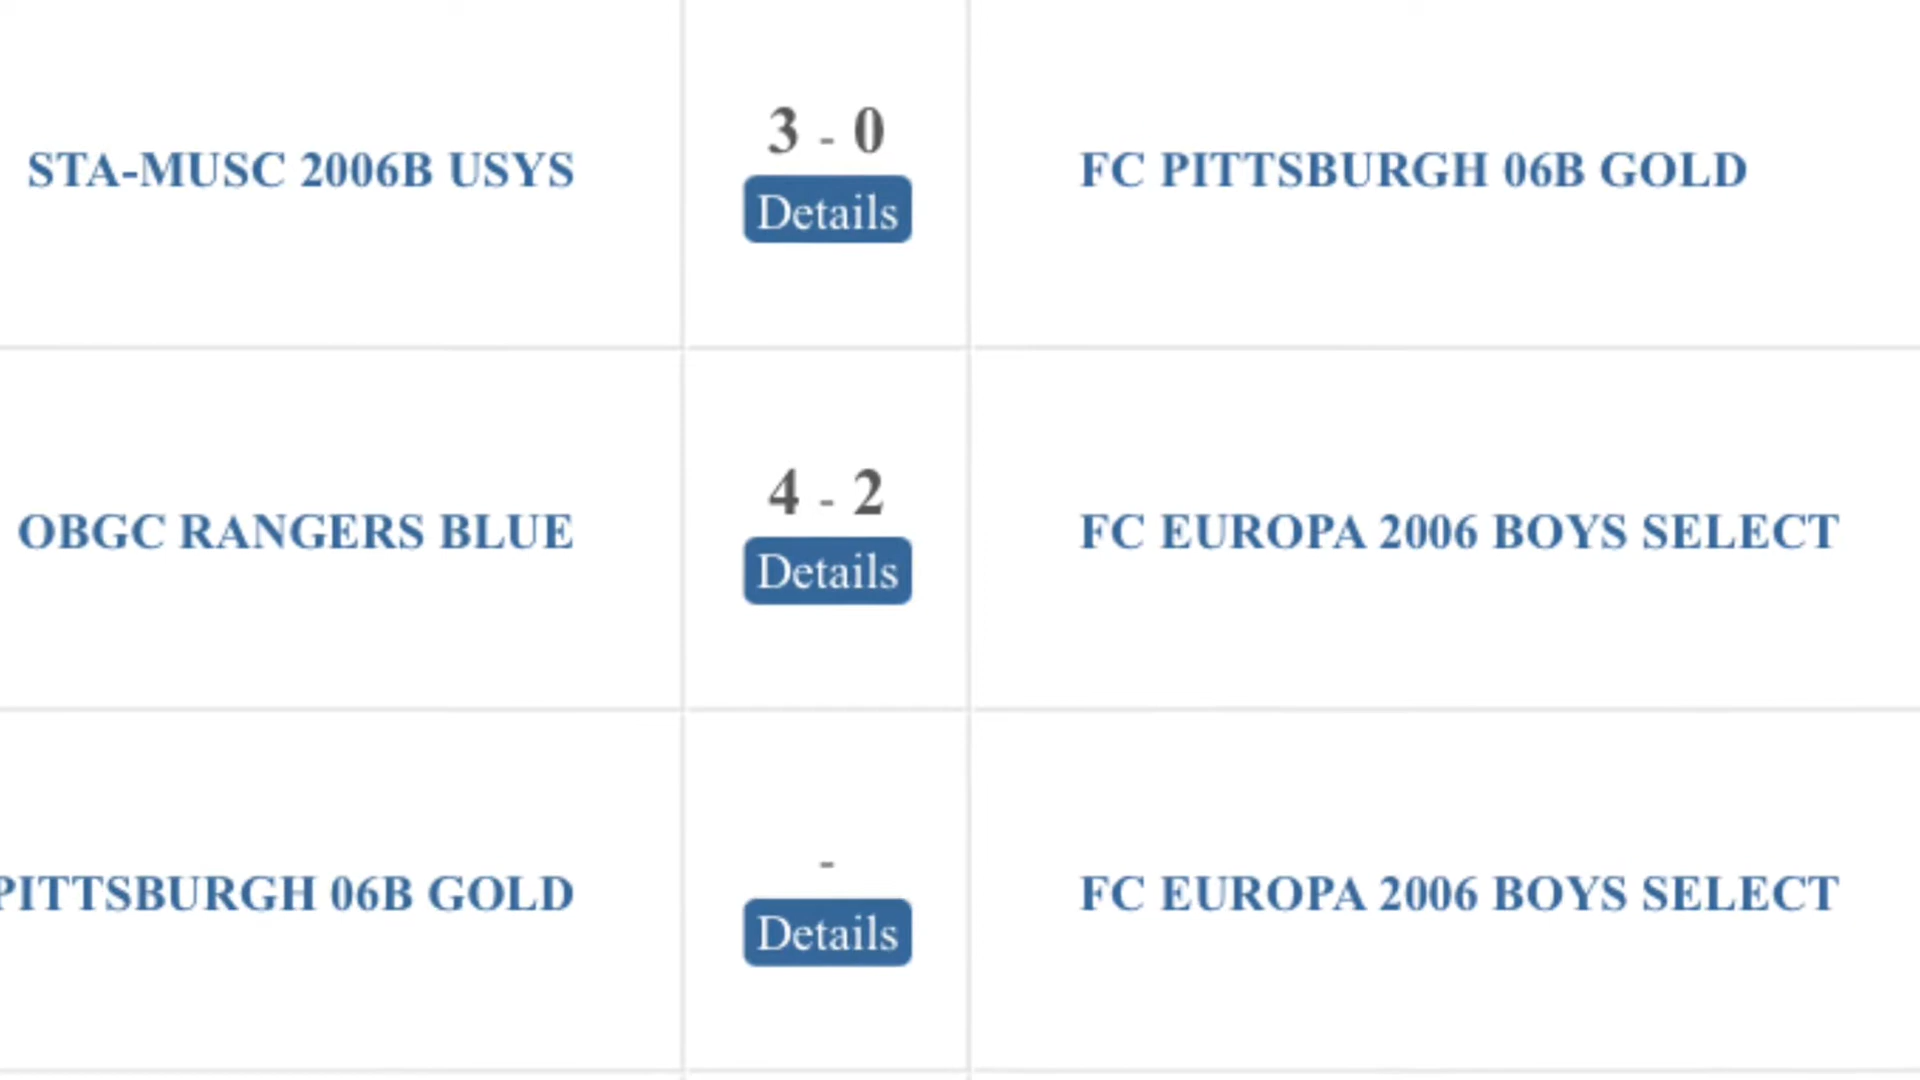 STA-MUSC 2006B USYS
3 - 0
Details
FC PITTSBURGH 06B GOLD
OBGC RANGERS BLUE
4 - 2
Details
FC EUROPA 2006 BOYS SELECT
PITTSBURGH 06B GOLD
-
Details
FC EUROPA 2006 BOYS SELECT